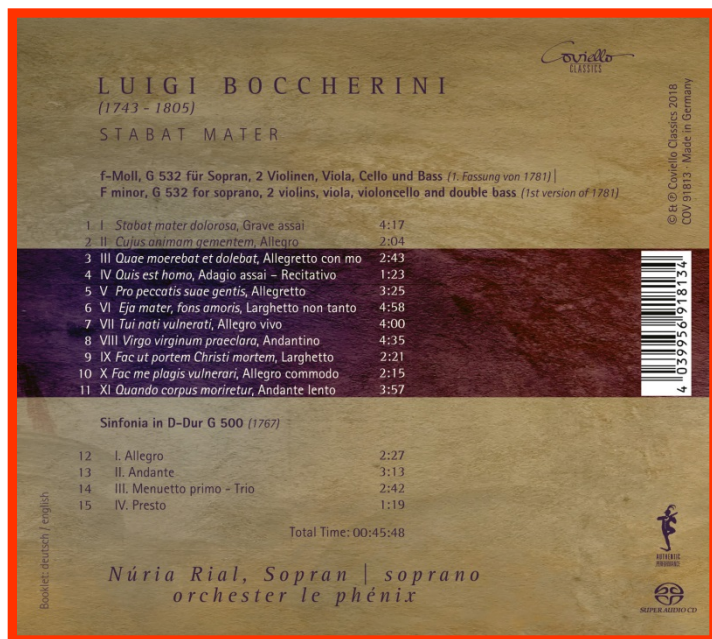 Coviello
CLASSICS
LUIGI BOCCHERINI
(1743 - 1805)
STABAT MATER
f-Moll, G 532 für Sopran, 2 Violinen, Viola, Cello und Bass (1. Fassung von 1781) |
F minor, G 532 for soprano, 2 violins, viola, violoncello and double bass (1st version of 1781)
1 I Stabat mater dolorosa, Grave assai 4:17
2 II Cujus animam gementem, Allegro 2:04
3 III Quae moerebat et dolebat, Allegretto con mo 2:43
4 IV Quis est homo, Adagio assai – Recitativo 1:23
5 V Pro peccatis suae gentis, Allegretto 3:25
6 VI Eja mater, fons amoris, Larghetto non tanto 4:58
7 VII Tui nati vulnerati, Allegro vivo 4:00
8 VIII Virgo virginum praeclara, Andantino 4:35
9 IX Fac ut portem Christi mortem, Larghetto 2:21
10 X Fac me plagis vulnerari, Allegro commodo 2:15
11 XI Quando corpus morietur, Andante lento 3:57
Sinfonia in D-Dur G 500 (1767)
12 I. Allegro 2:27
13 II. Andante 3:13
14 III. Menuetto primo - Trio 2:42
15 IV. Presto 1:19
Total Time: 00:45:48
Núria Rial, Sopran | soprano
orchester le phénix
Booklet: deutsch / english
© & ℗ Coviello Classics 2018
COV 91813 · Made in Germany
4 039956 918134
AUTHENTIC
PERFORMANCE
SUPER AUDIO CD